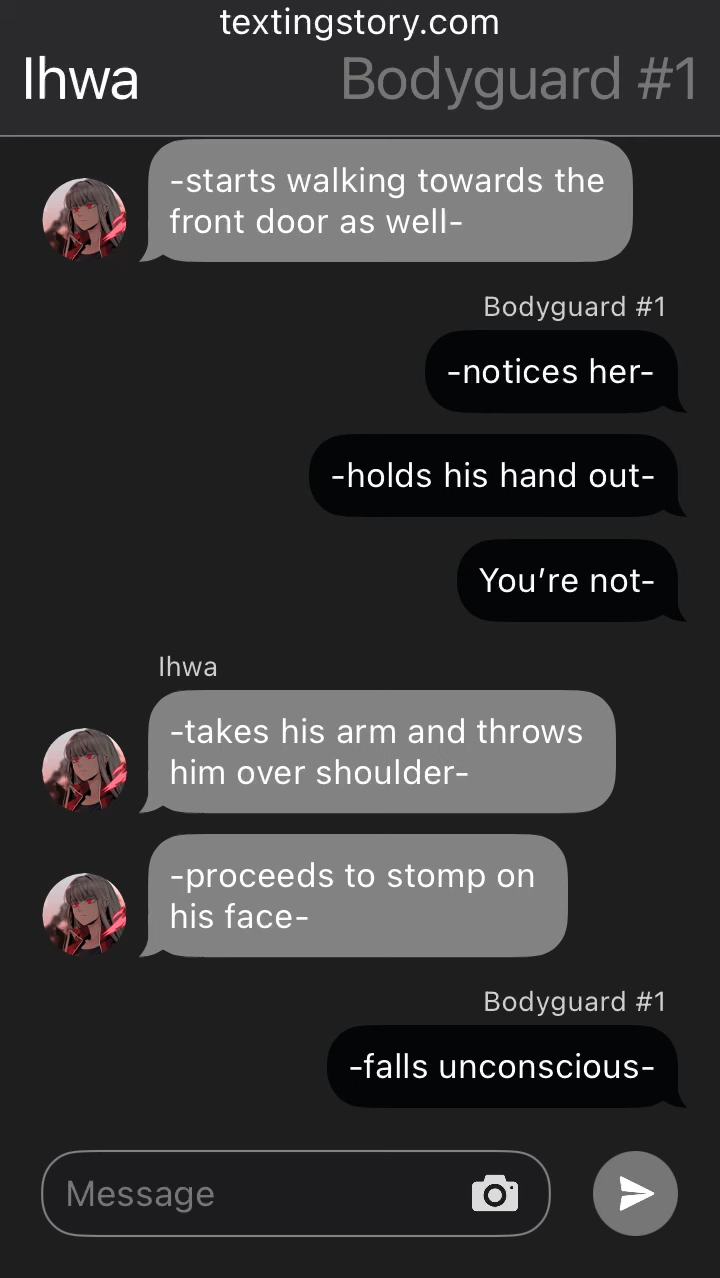 textingstory.com
Ihwa Bodyguard #1
-starts walking towards the
front door as well-
Bodyguard #1
-notices her-
-holds his hand out-
You’re not-
Ihwa
-takes his arm and throws
him over shoulder-
-proceeds to stomp on
his face-
Bodyguard #1
-falls unconscious-
Message